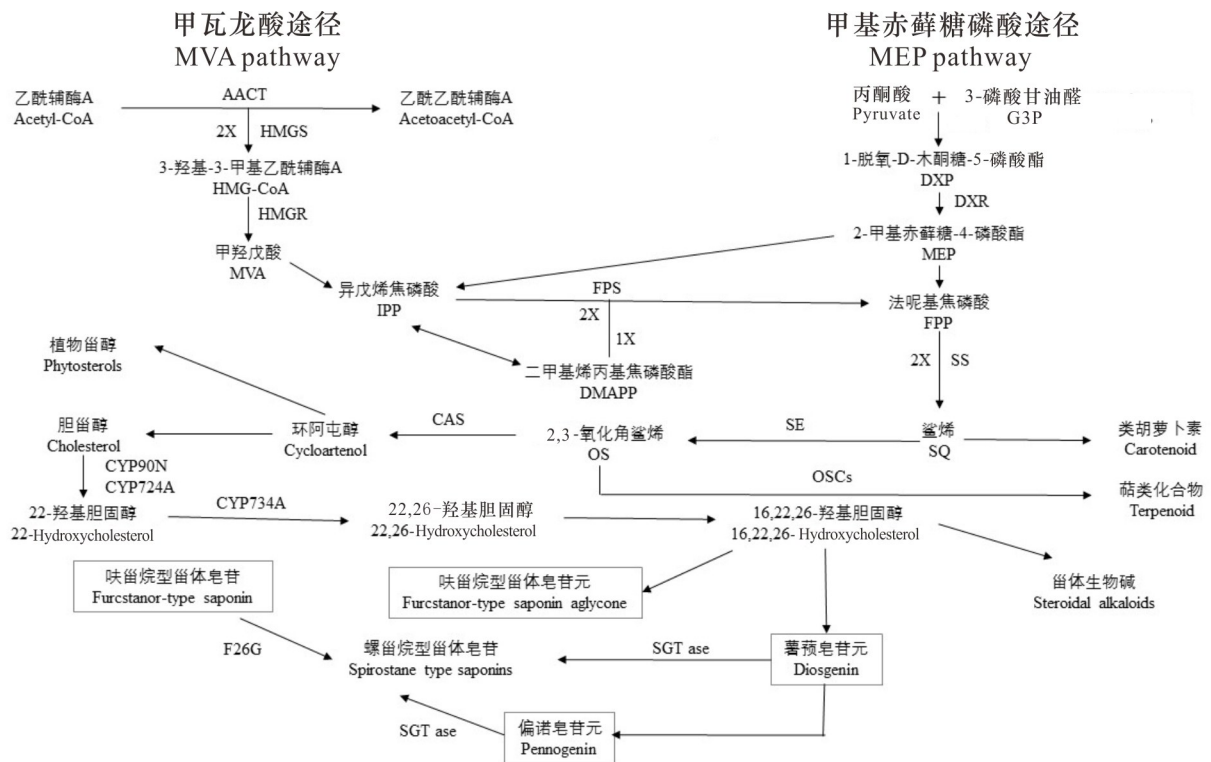 甲瓦龙酸途径
MVA pathway
甲基赤藓糖磷酸途径
MEP pathway
乙酰辅酶A
Acetyl-CoA
AACT
乙酰乙酰辅酶A
Acetoacetyl-CoA
丙酮酸 + 3-磷酸甘油醛
Pyruvate G3P
2X HMGS
3-羟基-3-甲基乙酰辅酶A
HMG-CoA
1-脱氧-D-木酮糖-5-磷酸酯
DXP
HMGR
DXR
甲羟戊酸
MVA
2-甲基赤藓糖-4-磷酸酯
MEP
异戊烯焦磷酸
IPP
FPS
2X
1X
法呢基焦磷酸
FPP
植物甾醇
Phytosterols
二甲基烯丙基焦磷酸酯
DMAPP
2X SS
胆甾醇
Cholesterol
环阿屯醇
Cycloartenol
CAS
2,3-氧化角鲨烯
OS
SE
鲨烯
SQ
类胡萝卜素
Carotenoid
CYP90N
CYP724A
OSCs
萜类化合物
Terpenoid
22-羟基胆固醇
22-Hydroxycholesterol
CYP734A
22,26-羟基胆固醇
22,26-Hydroxycholesterol
16,22,26-羟基胆固醇
16,22,26- Hydroxycholesterol
呋甾烷型甾体皂苷
Furcstanor-type saponin
呋甾烷型甾体皂苷元
Furcstanor-type saponin aglycone
甾体生物碱
Steroidal alkaloids
F26G
螺甾烷型甾体皂苷
Spirostane type saponins
SGT ase
薯蓣皂苷元
Diosgenin
SGT ase
偏诺皂苷元
Pennogenin